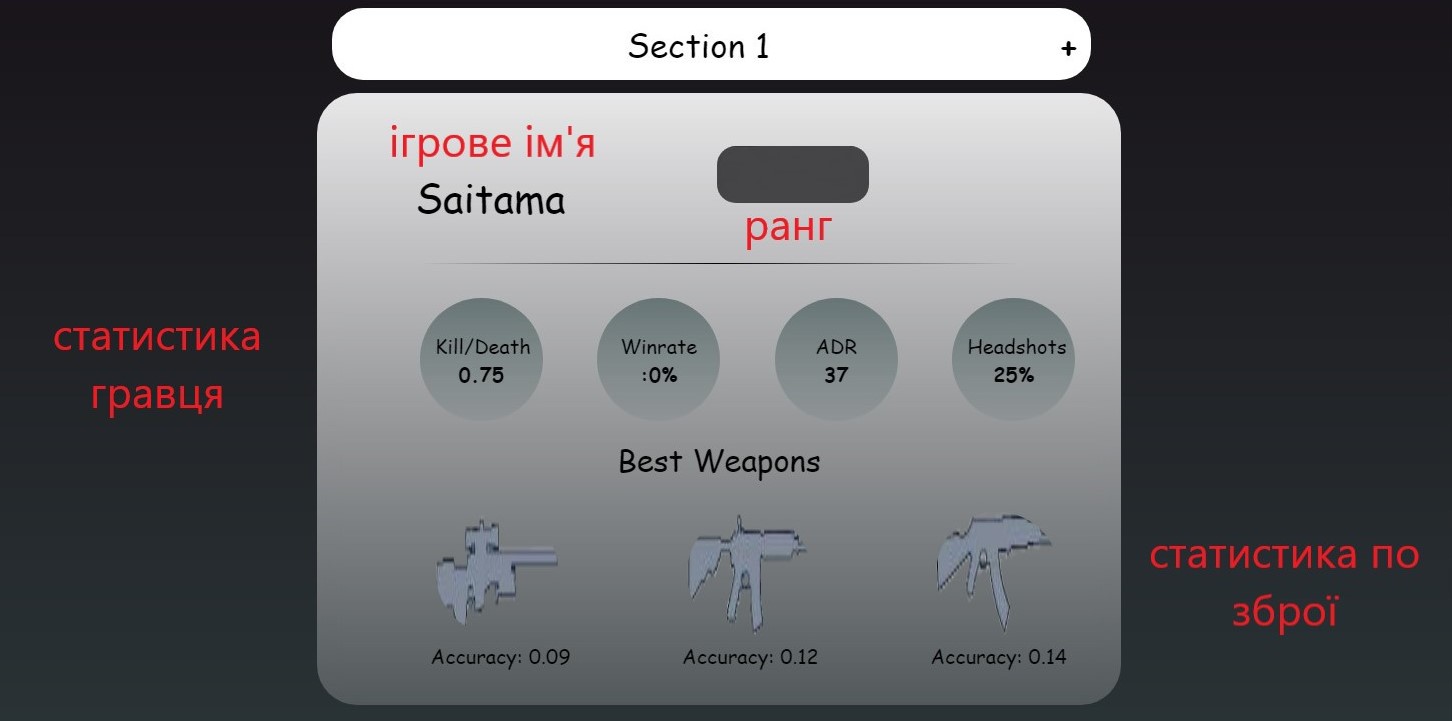 Section 1 +
ігрове ім'я
Saitama
ранг
статистика
гравця
Kill/Death
0.75
Winrate
:0%
ADR
37
Headshots
25%
Best Weapons
статистика по
зброї
Accuracy: 0.09
Accuracy: 0.12
Accuracy: 0.14